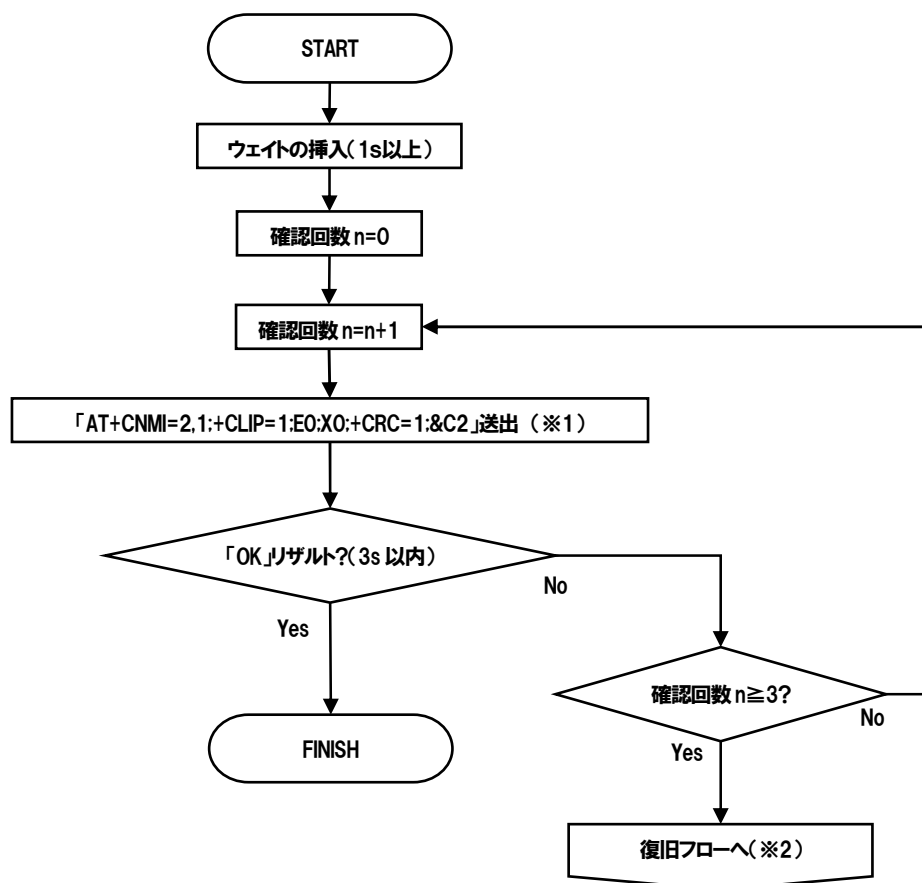 START
ウェイトの挿入(1s以上)
確認回数 n=0
確認回数 n=n+1
「AT+CNMI=2,1;+CLIP=1;E0;X0;+CRC=1;&C2」送出 (※1)
「OK」リザルト?(3s 以内)
No
Yes
確認回数 n≧3?
No
Yes
FINISH
復旧フローへ(※2)